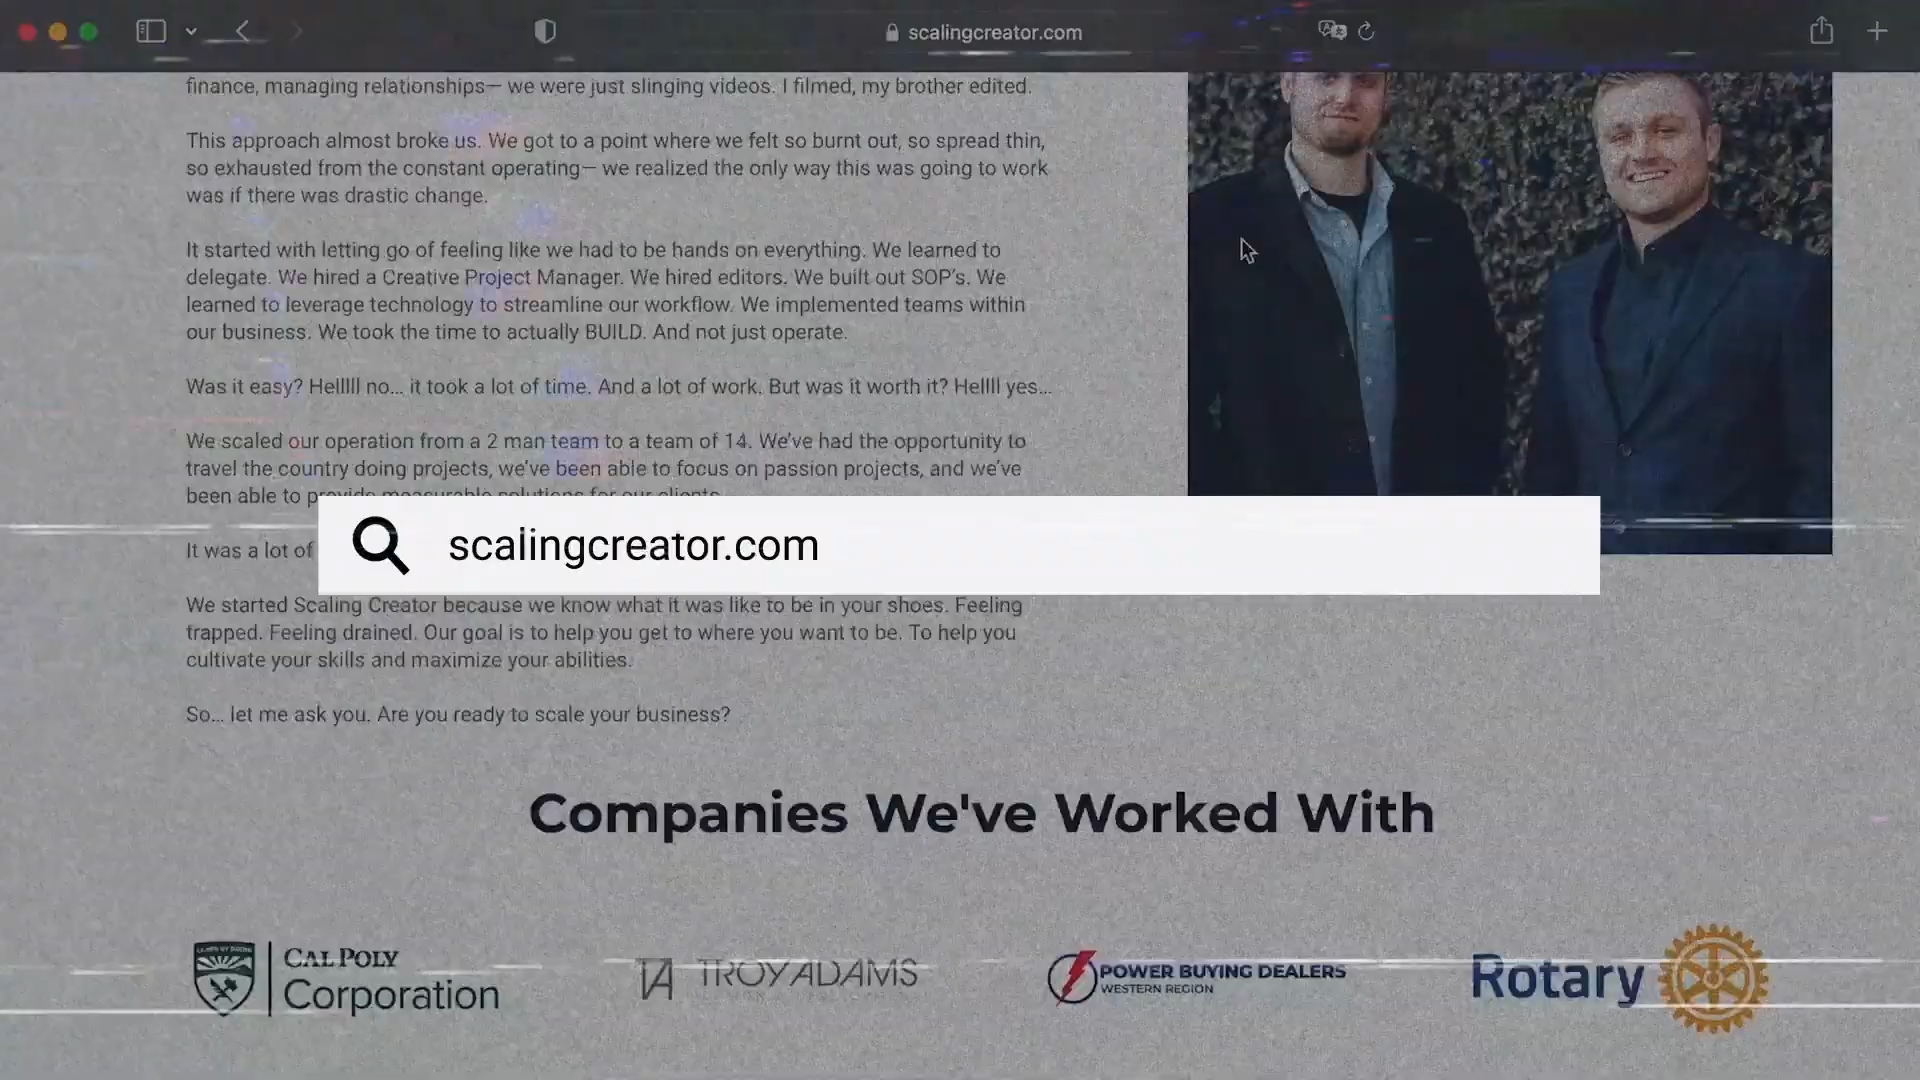 scalingcreator.com
finance, managing relationships— we were just slinging videos. I filmed, my brother edited.
This approach almost broke us. We got to a point where we felt so burnt out, so spread thin,
so exhausted from the constant operating— we realized the only way this was going to work
was if there was drastic change.
It started with letting go of feeling like we had to be hands on everything. We learned to
delegate. We hired a Creative Project Manager. We hired editors. We built out SOP's. We
learned to leverage technology to streamline our workflow. We implemented teams within
our business. We took the time to actually BUILD. And not just operate.
Was it easy? Helllll no... it took a lot of time. And a lot of work. But was it worth it? Hellll yes...
We scaled our operation from a 2 man team to a team of 14. We've had the opportunity to
travel the country doing projects, we've been able to focus on passion projects, and we've
been able to provide measurable solutions for our clients.
scalingcreator.com
It was a lot of
We started Scaling Creator because we know what it was like to be in your shoes. Feeling
trapped. Feeling drained. Our goal is to help you get to where you want to be. To help you
cultivate your skills and maximize your abilities.
So... let me ask you. Are you ready to scale your business?
Companies We've Worked With
CAL POLY
Corporation
TROY ADAMS
POWER BUYING DEALERS
WESTERN REGION
Rotary